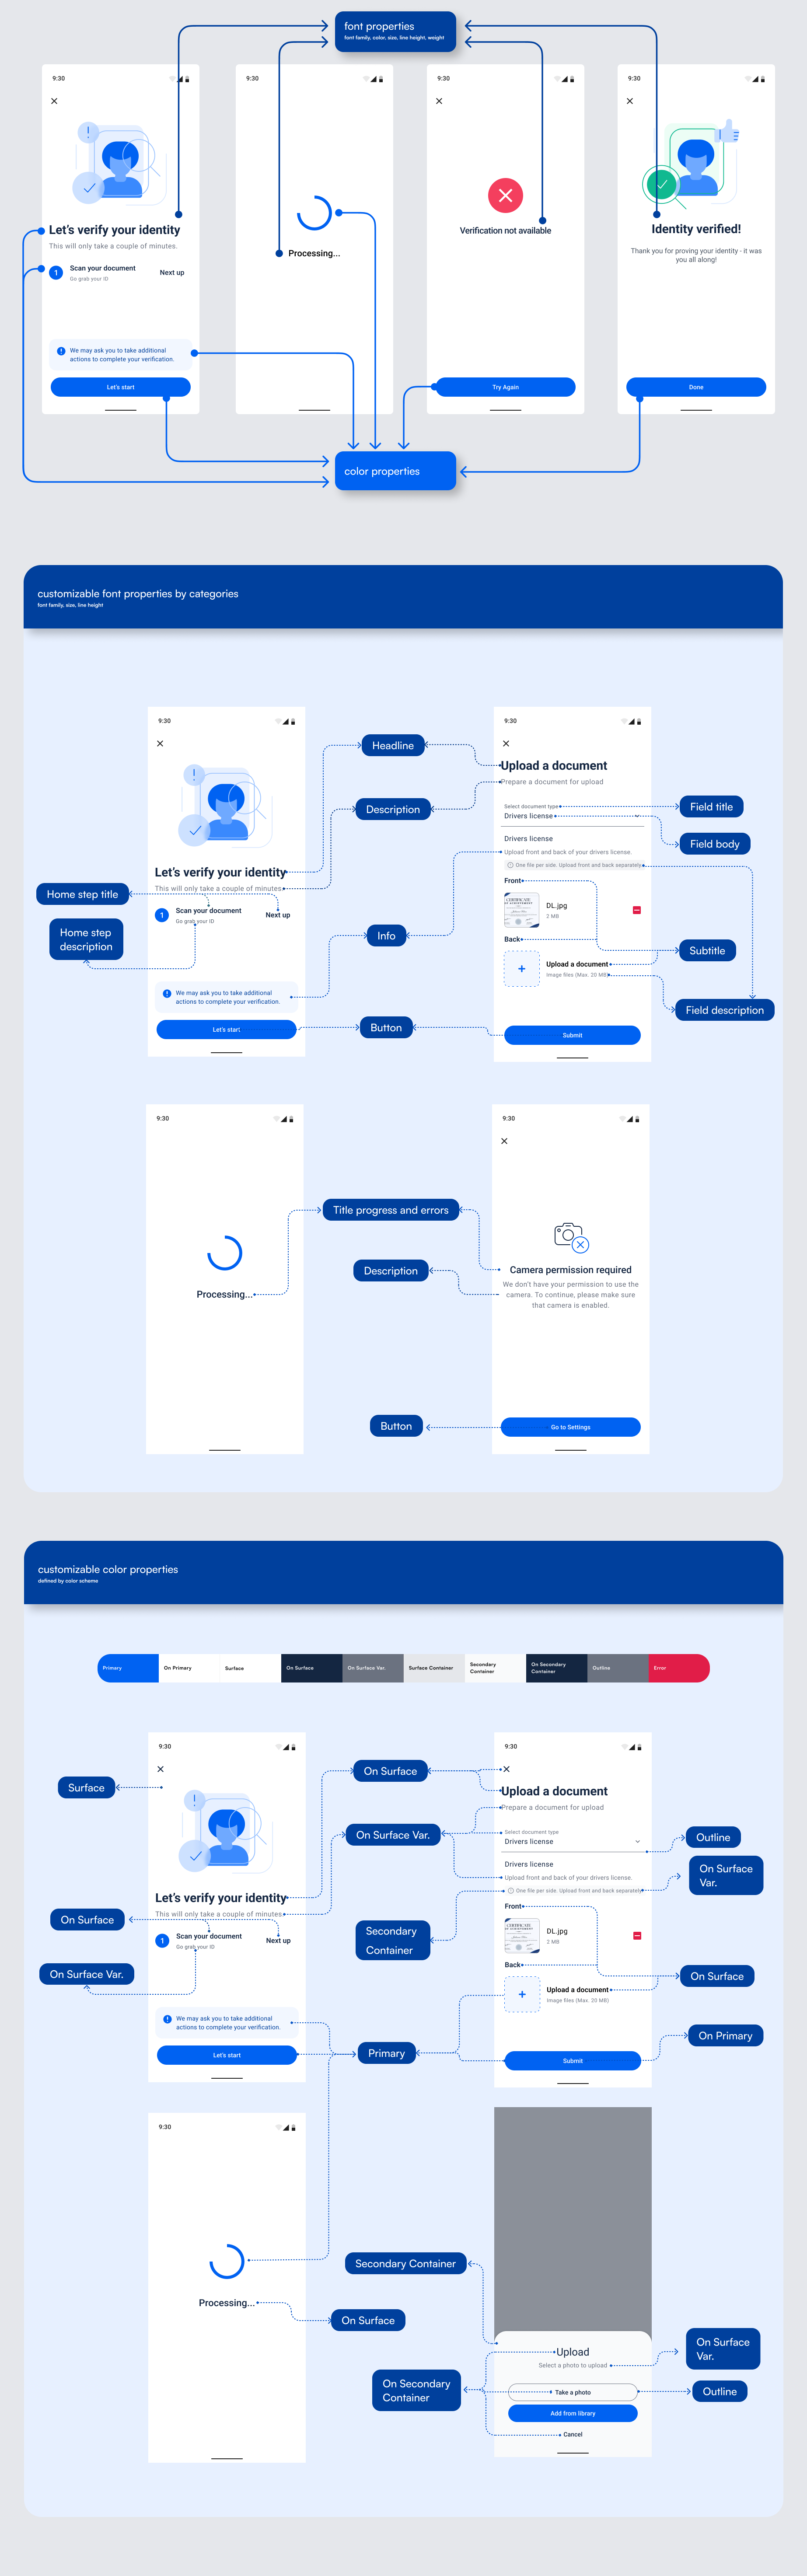 font properties
font family, color, size, line height, weight
9:30
Let's verify your identity
This will only take a couple of minutes.
1
Scan your document
Go grab your ID
Next up
We may ask you to take additional
actions to complete your verification.
Let's start
9:30
Processing...
9:30
Verification not available
Try Again
9:30
Identity verified!
Thank you for proving your identity - it was
you all along!
Done
color properties
customizable font properties by categories
font family, size, line height
9:30
Let's verify your identity
This will only take a couple of minutes.
1
Scan your document
Go grab your ID
Next up
We may ask you to take additional
actions to complete your verification.
Let's start
Home step title
Home step
description
Headline
Description
Info
Button
9:30
Upload a document
Prepare a document for upload
Select document type
Drivers license
Drivers license
Upload front and back of your drivers license.
One file per side. Upload front and back separately
Front
CERTIFICATE
OF ACHIEVEMENT
DL.jpg
2 MB
Back
Upload a document
Image files (Max. 20 MB)
Submit
Field title
Field body
Subtitle
Field description
9:30
Processing...
Title progress and errors
Description
Button
9:30
Camera permission required
We don't have your permission to use the
camera. To continue, please make sure
that camera is enabled.
Go to Settings
customizable color properties
defined by color scheme
Primary
On Primary
Surface
On Surface
On Surface Var.
Surface Container
Secondary
Container
On Secondary
Container
Outline
Error
9:30
Let's verify your identity
This will only take a couple of minutes.
1
Scan your document
Go grab your ID
Next up
We may ask you to take additional
actions to complete your verification.
Let's start
Surface
On Surface
On Surface Var.
On Surface
On Surface Var.
Secondary
Container
Primary
9:30
Upload a document
Prepare a document for upload
Select document type
Drivers license
Drivers license
Upload front and back of your drivers license.
One file per side. Upload front and back separately
Front
CERTIFICATE
OF ACHIEVEMENT
DL.jpg
2 MB
Back
Upload a document
Image files (Max. 20 MB)
Submit
Outline
On Surface
Var.
On Surface
On Primary
9:30
Processing...
Secondary Container
On Surface
On Secondary
Container
Upload
Select a photo to upload
Take a photo
Add from library
Cancel
On Surface
Var.
Outline